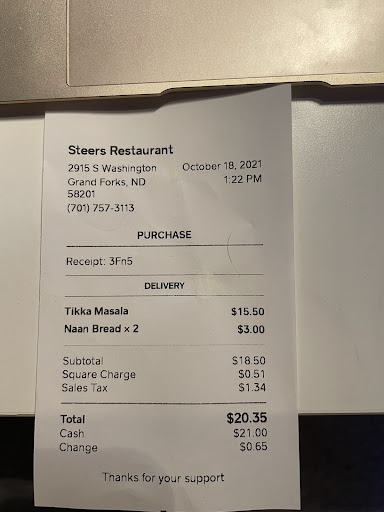 Steers Restaurant
2915 S Washington October 18, 2021
Grand Forks, ND 1:22 PM
58201
(701) 757-3113
PURCHASE
Receipt: 3Fn5
DELIVERY
Tikka Masala $15.50
Naan Bread × 2 $3.00
Subtotal $18.50
Square Charge $0.51
Sales Tax $1.34
Total $20.35
Cash $21.00
Change $0.65
Thanks for your support